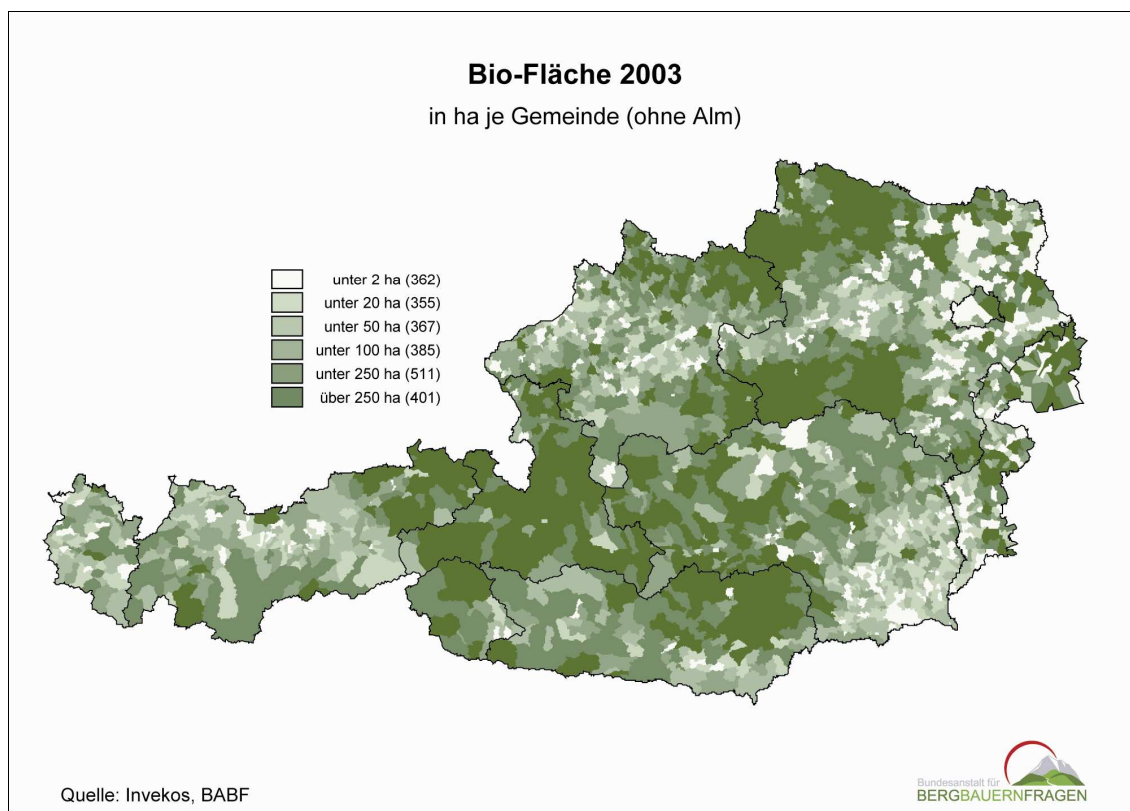 Bio-Fläche 2003
in ha je Gemeinde (ohne Alm)
unter 2 ha (362)
unter 20 ha (355)
unter 50 ha (367)
unter 100 ha (385)
unter 250 ha (511)
über 250 ha (401)
Quelle: Invekos, BABF
Bundesanstalt für
BERGBAUERNFRAGEN